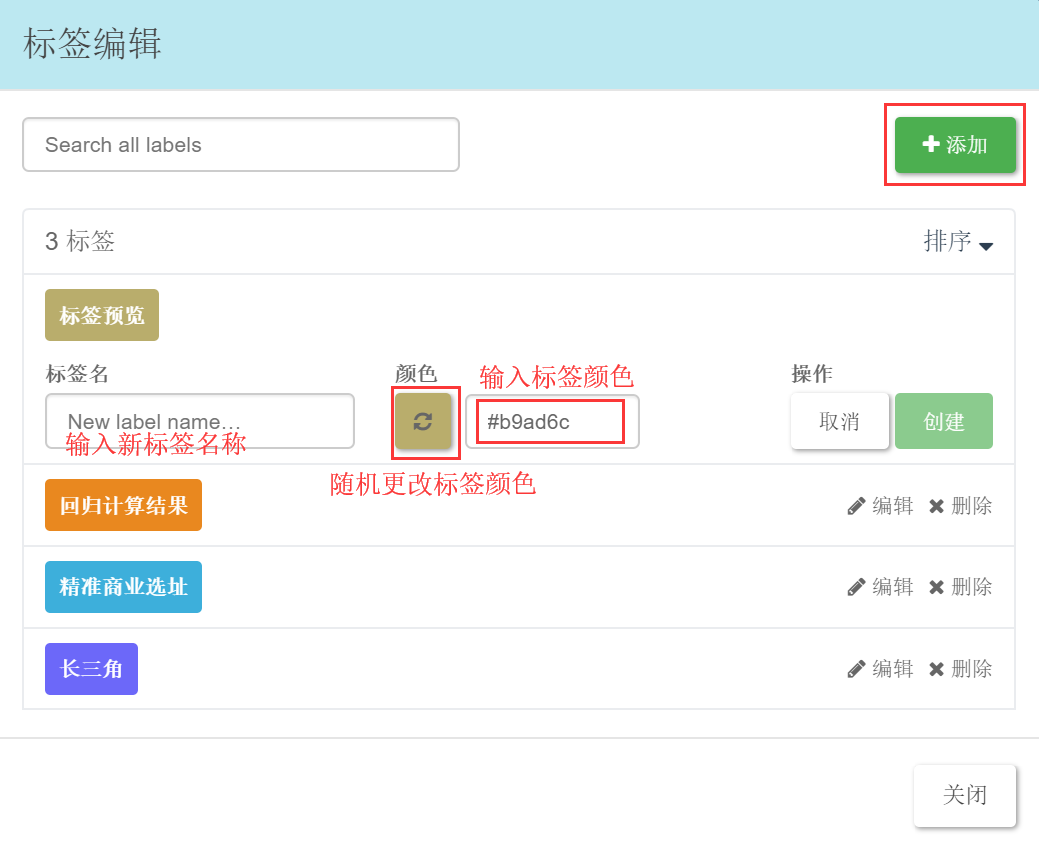 标签编辑
Search all labels
添加
3 标签
排序
标签预览
标签名
颜色
输入标签颜色
操作
New label name...
#b9ad6c
取消
创建
输入新标签名称
随机更改标签颜色
回归计算结果
编辑 删除
精准商业选址
编辑 删除
长三角
编辑 删除
关闭